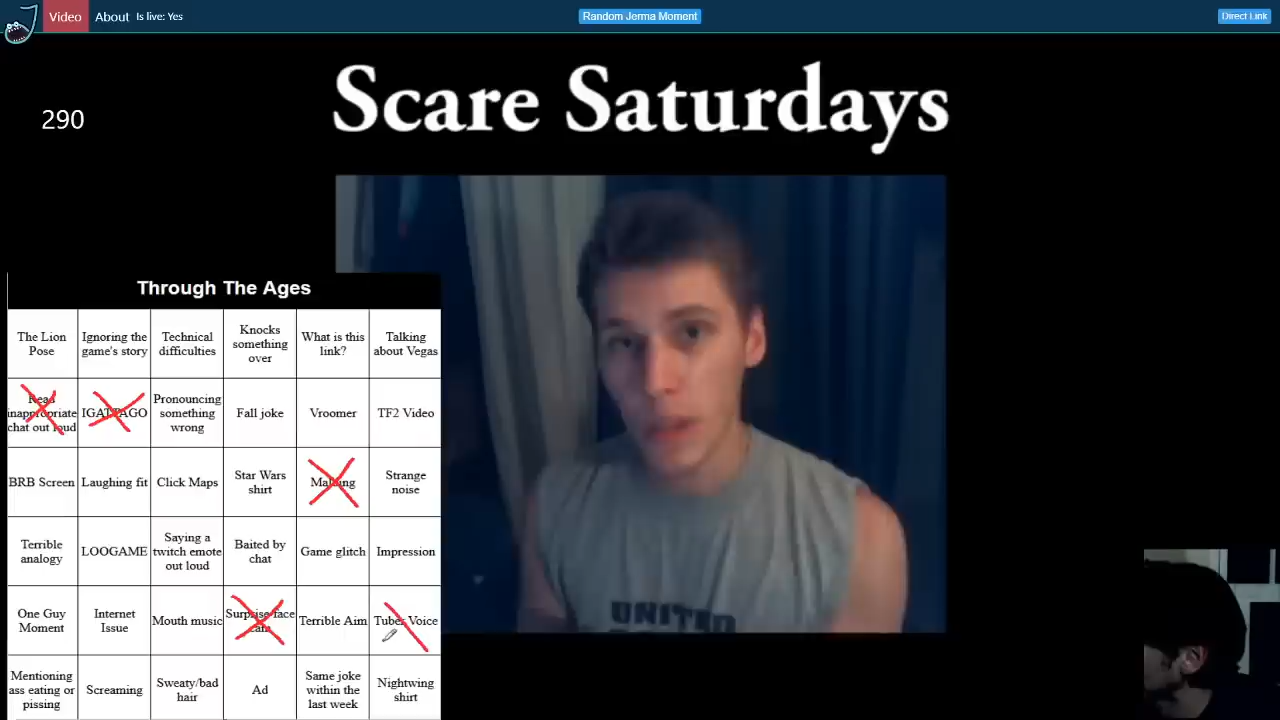 Video About Is live: Yes Random Jerma Moment Direct Link
Scare Saturdays
290
Through The Ages
The Lion Pose
Ignoring the game's story
Technical difficulties
Knocks something over
What is this link?
Talking about Vegas
Read inappropriate chat out loud
IGATPAGO
Pronouncing something wrong
Fall joke
Vroomer
TF2 Video
BRB Screen
Laughing fit
Click Maps
Star Wars shirt
Strange noise
Terrible analogy
LOOGAME
Saying a twitch emote out loud
Baited by chat
Game glitch
Impression
One Guy Moment
Internet Issue
Mouth music
Surprise face cam
Terrible Aim
Tuber Voice
Mentioning ass eating or pissing
Screaming
Sweaty/bad hair
Ad
Same joke within the last week
Nightwing shirt
UNITED